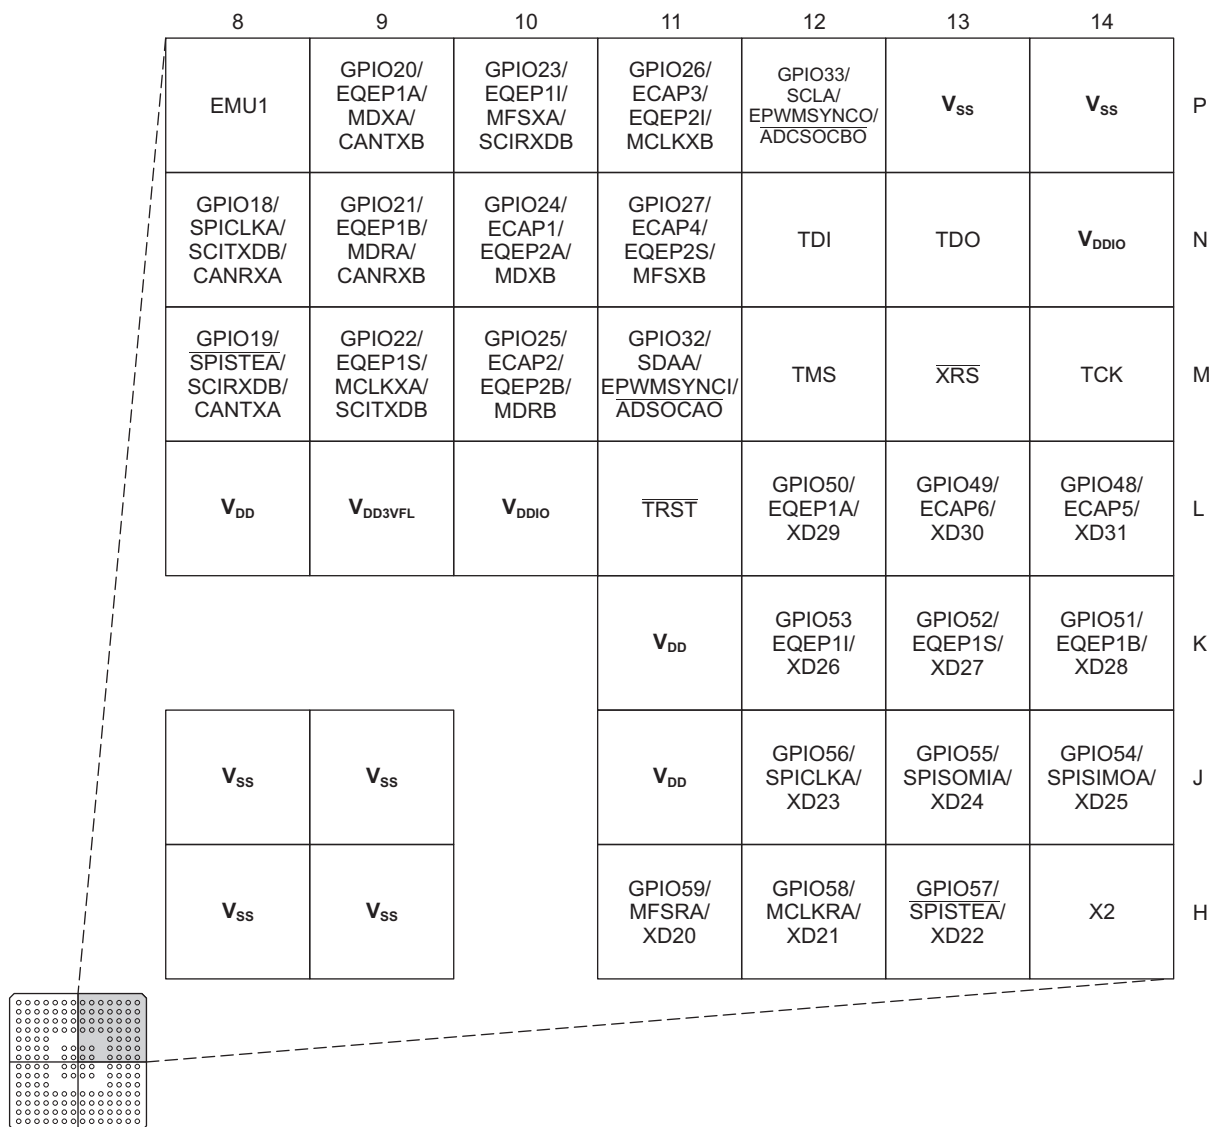 8 9 10 11 12 13 14
EMU1
GPIO20/
EQEP1A/
MDXA/
CANTXB
GPIO23/
EQEP1I/
MFSXA/
SCIRXDB
GPIO26/
ECAP3/
EQEP2I/
MCLKXB
GPIO33/
SCLA/
EPWMSYNCO/
ADCSOCBO
VSS
VSS
P
GPIO18/
SPICLKA/
SCITXDB/
CANRXA
GPIO21/
EQEP1B/
MDRA/
CANRXB
GPIO24/
ECAP1/
EQEP2A/
MDXB
GPIO27/
ECAP4/
EQEP2S/
MFSXB
TDI
TDO
VDDIO
N
GPIO19/
SPISTEA/
SCIRXDB/
CANTXA
GPIO22/
EQEP1S/
MCLKXA/
SCITXDB
GPIO25/
ECAP2/
EQEP2B/
MDRB
GPIO32/
SDAA/
EPWMSYNCI/
ADSOCAO
TMS
XRS
TCK
M
VDD
VDD3VFL
VDDIO
TRST
GPIO50/
EQEP1A/
XD29
GPIO49/
ECAP6/
XD30
GPIO48/
ECAP5/
XD31
L
VDD
GPIO53
EQEP1I/
XD26
GPIO52/
EQEP1S/
XD27
GPIO51/
EQEP1B/
XD28
K
VSS
VSS
VDD
GPIO56/
SPICLKA/
XD23
GPIO55/
SPISOMIA/
XD24
GPIO54/
SPISIMOA/
XD25
J
VSS
VSS
GPIO59/
MFSRA/
XD20
GPIO58/
MCLKRA/
XD21
GPIO57/
SPISTEA/
XD22
X2
H